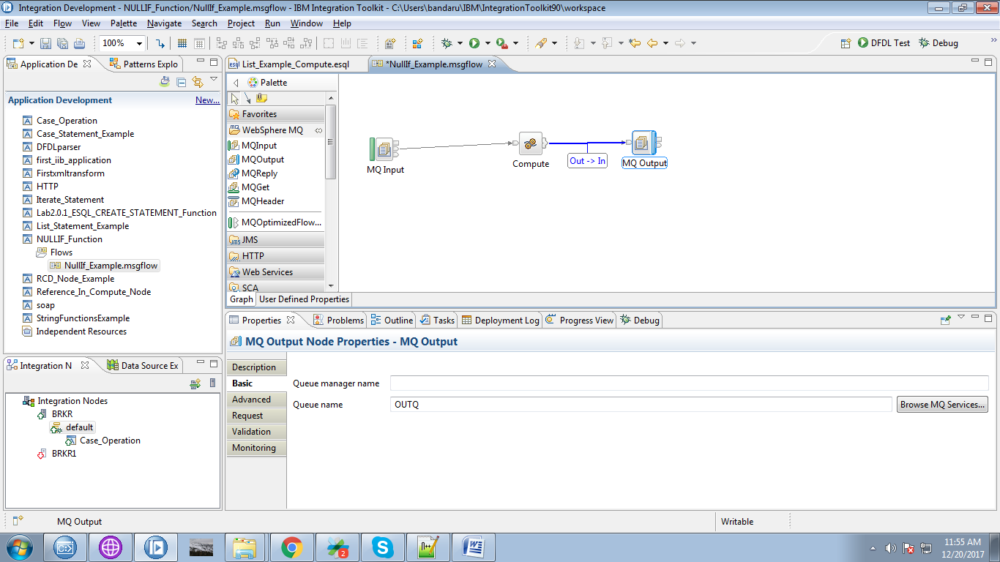 Integration Development - NULLIF_Function/NullIf_Example.msgflow - IBM Integration Toolkit - C:\Users\bandaru\IBM\IntegrationToolkit90\workspace
File Edit Flow View Palette Navigate Search Project Run Window Help
100% DFDL Test Debug
Application De Patterns Explo
Application Development New...
Case_Operation
Case_Statement_Example
DFDLparser
first_iib_application
Firstxmltransform
HTTP
Iterate_Statement
Lab2.0.1_ESQL_CREATE_STATEMENT_Function
List_Statement_Example
NULLIF_Function
Flows
NullIf_Example.msgflow
RCD_Node_Example
Reference_In_Compute_Node
soap
StringFunctionsExample
Independent Resources
Integration N Data Source Ex
Integration Nodes
BRKR
default
Case_Operation
BRKR1
esql List_Example_Compute.esql *NullIf_Example.msgflow
Palette
Favorites
WebSphere MQ
MQInput
MQOutput
MQReply
MQGet
MQHeader
MQOptimizedFlow...
JMS
HTTP
Web Services
SCA
MQ Input
Compute
Out -> In
MQ Output
Graph User Defined Properties
Properties Problems Outline Tasks Deployment Log Progress View Debug
MQ Output Node Properties - MQ Output
Description
Basic
Advanced
Request
Validation
Monitoring
Queue manager name
Queue name OUTQ Browse MQ Services...
MQ Output Writable
2
11:55 AM
12/20/2017